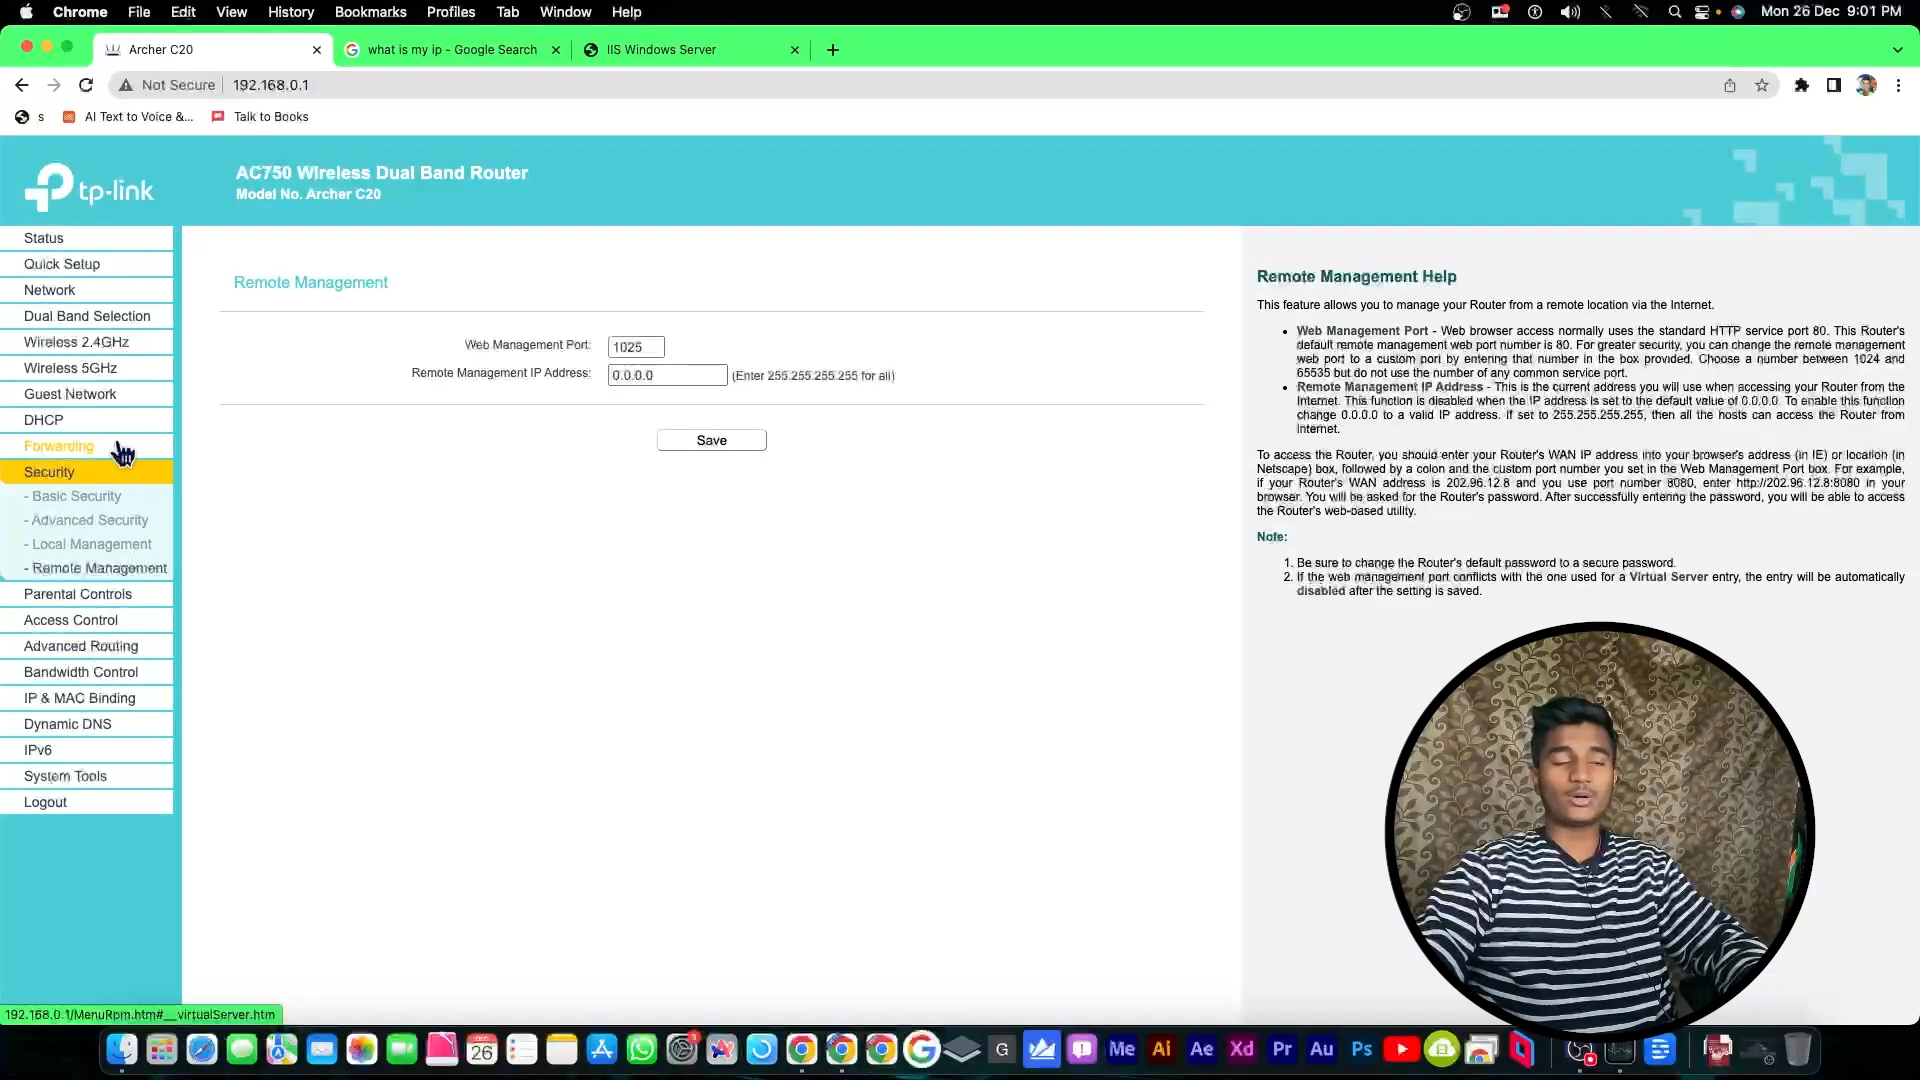 Chrome File Edit View History Bookmarks Profiles Tab Window Help Mon 26 Dec 9:01 PM
Archer C20 what is my ip - Google Search IIS Windows Server
Not Secure 192.168.0.1
s AI Text to Voice &... Talk to Books
tp-link
AC750 Wireless Dual Band Router
Model No. Archer C20
Status
Quick Setup
Network
Dual Band Selection
Wireless 2.4GHz
Wireless 5GHz
Guest Network
DHCP
Forwarding
Security
- Basic Security
- Advanced Security
- Local Management
- Remote Management
Parental Controls
Access Control
Advanced Routing
Bandwidth Control
IP & MAC Binding
Dynamic DNS
IPv6
System Tools
Logout
Remote Management
Web Management Port: 1025
Remote Management IP Address: 0.0.0.0 (Enter 255.255.255.255 for all)
Save
Remote Management Help
This feature allows you to manage your Router from a remote location via the Internet.
• Web Management Port - Web browser access normally uses the standard HTTP service port 80. This Router's
default remote management web port number is 80. For greater security, you can change the remote management
web port to a custom port by entering that number in the box provided. Choose a number between 1024 and
65535 but do not use the number of any common service port.
• Remote Management IP Address - This is the current address you will use when accessing your Router from the
Internet. This function is disabled when the IP address is set to the default value of 0.0.0.0. To enable this function
change 0.0.0.0 to a valid IP address. If set to 255.255.255.255, then all the hosts can access the Router from
internet.
To access the Router, you should enter your Router's WAN IP address into your browser's address (in IE) or location (in
Netscape) box, followed by a colon and the custom port number you set in the Web Management Port box. For example,
if your Router's WAN address is 202.96.12.8 and you use port number 8080, enter http://202.96.12.8:8080 in your
browser. You will be asked for the Router's password. After successfully entering the password, you will be able to access
the Router's web-based utility.
Note:
1. Be sure to change the Router's default password to a secure password.
2. If the web management port conflicts with the one used for a Virtual Server entry, the entry will be automatically
disabled after the setting is saved.
192.168.0.1/MenuRpm.htm#__virtualServer.htm
26 3 G Me Ai Ae Xd Pr Au Ps